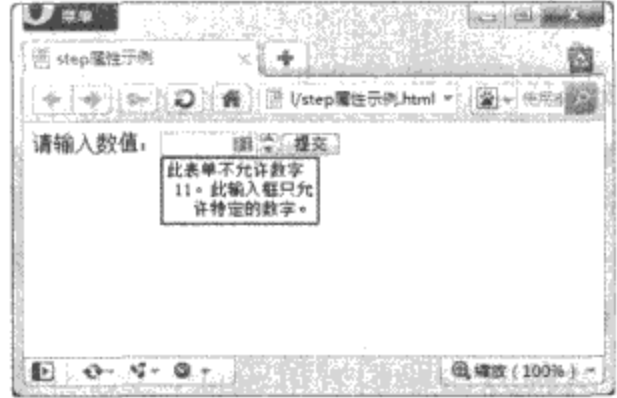 菜单
step属性示例
l/step属性示例.html
请输入数值：
11
提交
此表单不允许数字
11。此输入框只允
许特定的数字。
缩放（100%）